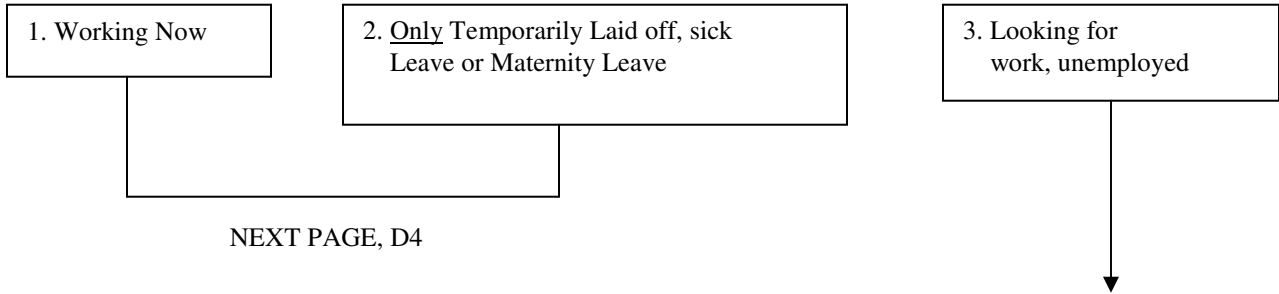 1. Working Now
2. Only Temporarily Laid off, sick
Leave or Maternity Leave
3. Looking for
work, unemployed
NEXT PAGE, D4